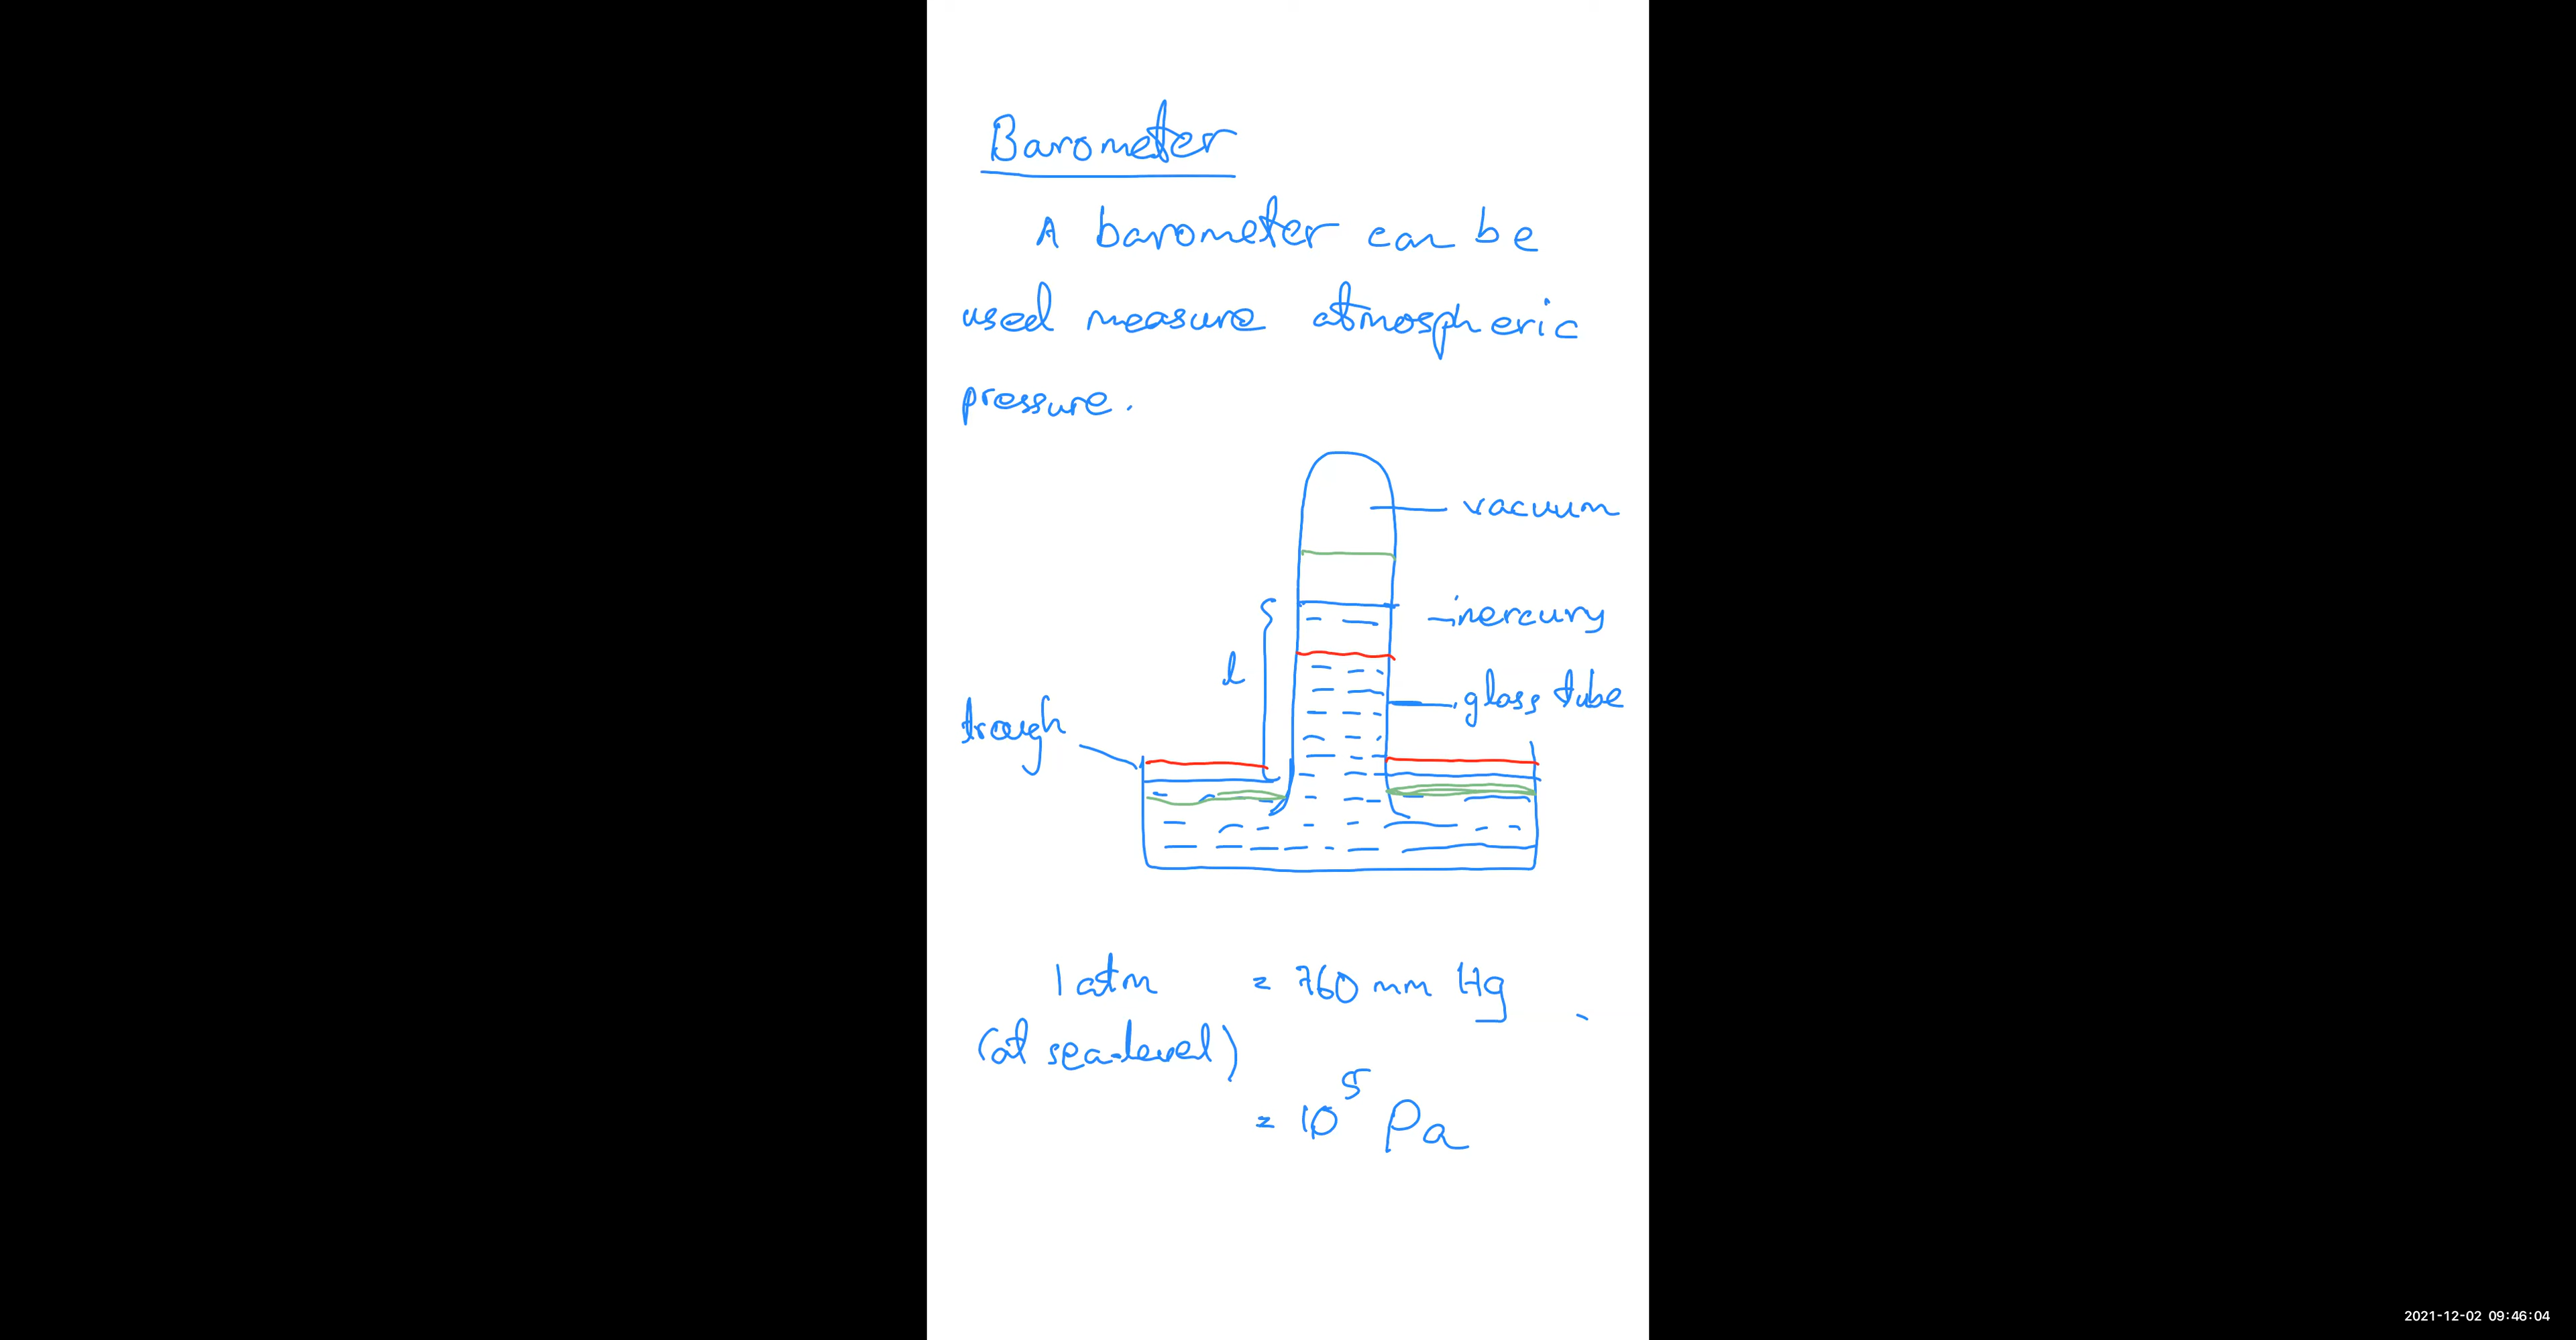 Barometer
A barometer can be
used measure atmospheric
pressure.
vacuum
mercury
l
glass tube
trough
1 atm = 760 mm Hg
(at sea-level)
= 10⁵ Pa
2021-12-02 09:46:04